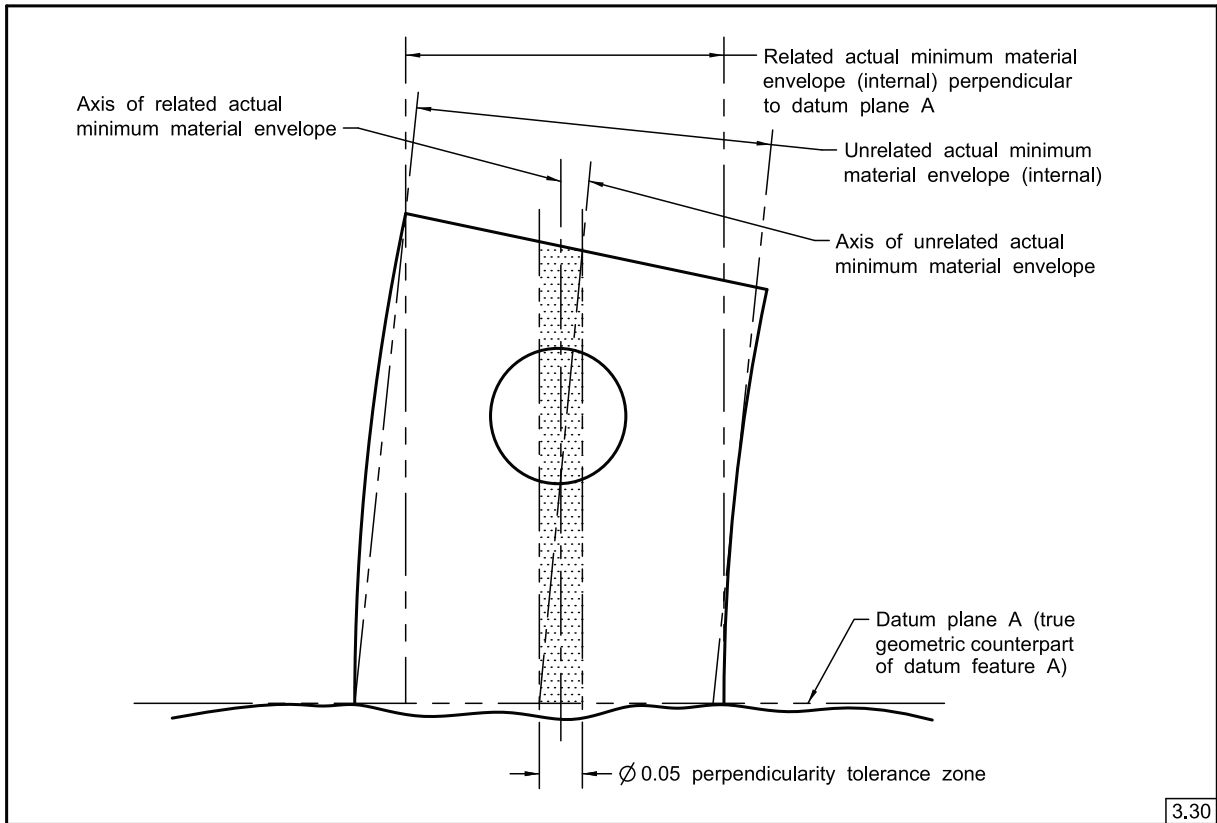 Related actual minimum material
envelope (internal) perpendicular
to datum plane A
Axis of related actual
minimum material envelope
Unrelated actual minimum
material envelope (internal)
Axis of unrelated actual
minimum material envelope
Datum plane A (true
geometric counterpart
of datum feature A)
∅ 0.05 perpendicularity tolerance zone
3.30